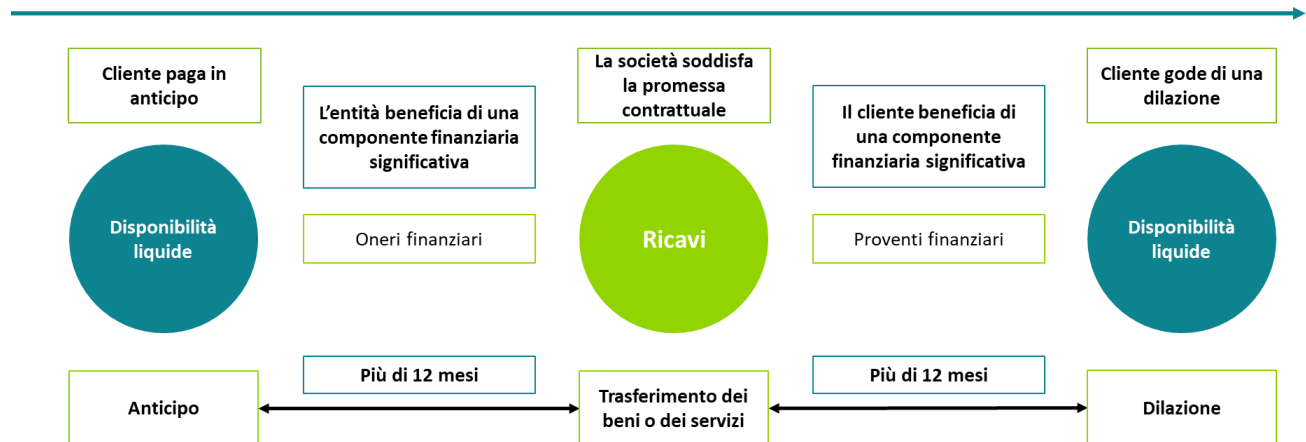 Cliente paga in
anticipo
L'entità beneficia di una
componente finanziaria
significativa
La società soddisfa
la promessa
contrattuale
Il cliente beneficia di
una componente
finanziaria significativa
Cliente gode di una
dilazione
Disponibilità
liquide
Oneri finanziari
Ricavi
Proventi finanziari
Disponibilità
liquide
Anticipo
Più di 12 mesi
Trasferimento dei
beni o dei servizi
Più di 12 mesi
Dilazione